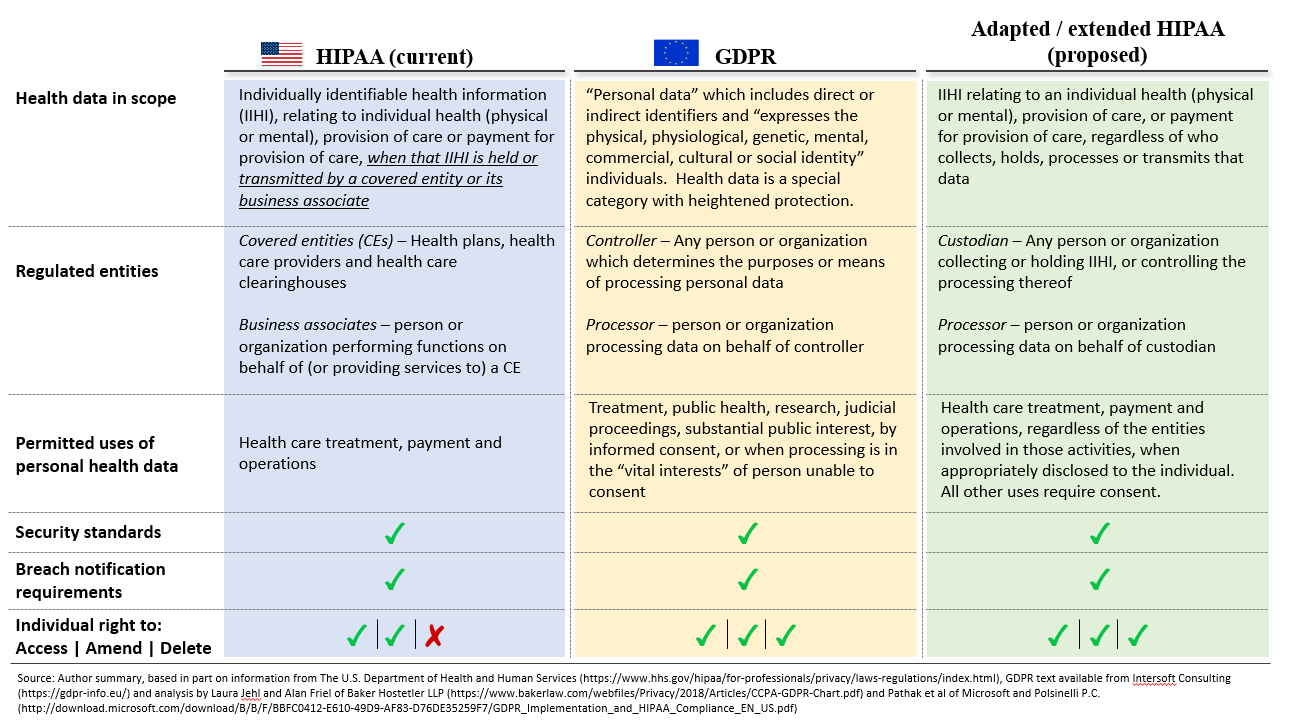 HIPAA (current)
GDPR
Adapted / extended HIPAA
(proposed)
Health data in scope
Individually identifiable health information
(IIHI), relating to individual health (physical
or mental), provision of care or payment for
provision of care, when that IIHI is held or
transmitted by a covered entity or its
business associate
“Personal data” which includes direct or
indirect identifiers and “expresses the
physical, physiological, genetic, mental,
commercial, cultural or social identity”
individuals.  Health data is a special
category with heightened protection.
IIHI relating to an individual health (physical
or mental), provision of care, or payment
for provision of care, regardless of who
collects, holds, processes or transmits that
data
Regulated entities
Covered entities (CEs) – Health plans, health
care providers and health care
clearinghouses
Business associates – person or
organization performing functions on
behalf of (or providing services to) a CE
Controller – Any person or organization
which determines the purposes or means
of processing personal data
Processor – person or organization
processing data on behalf of controller
Custodian – Any person or organization
collecting or holding IIHI, or controlling the
processing thereof
Processor – person or organization
processing data on behalf of custodian
Permitted uses of
personal health data
Health care treatment, payment and
operations
Treatment, public health, research, judicial
proceedings, substantial public interest, by
informed consent, or when processing is in
the “vital interests” of person unable to
consent
Health care treatment, payment and
operations, regardless of the entities
involved in those activities, when
appropriately disclosed to the individual.
All other uses require consent.
Security standards
✓
✓
✓
Breach notification
requirements
✓
✓
✓
Individual right to:
Access | Amend | Delete
✓ | ✓ | ✗
✓ | ✓ | ✓
✓ | ✓ | ✓
Source: Author summary, based in part on information from The U.S. Department of Health and Human Services (https://www.hhs.gov/hipaa/for-professionals/privacy/laws-regulations/index.html), GDPR text available from Intersoft Consulting
(https://gdpr-info.eu/) and analysis by Laura Jehl and Alan Friel of Baker Hostetler LLP (https://www.bakerlaw.com/webfiles/Privacy/2018/Articles/CCPA-GDPR-Chart.pdf) and Pathak et al of Microsoft and Polsinelli P.C.
(http://download.microsoft.com/download/B/B/F/BBFC0412-E610-49D9-AF83-D76DE35259F7/GDPR_Implementation_and_HIPAA_Compliance_EN_US.pdf)